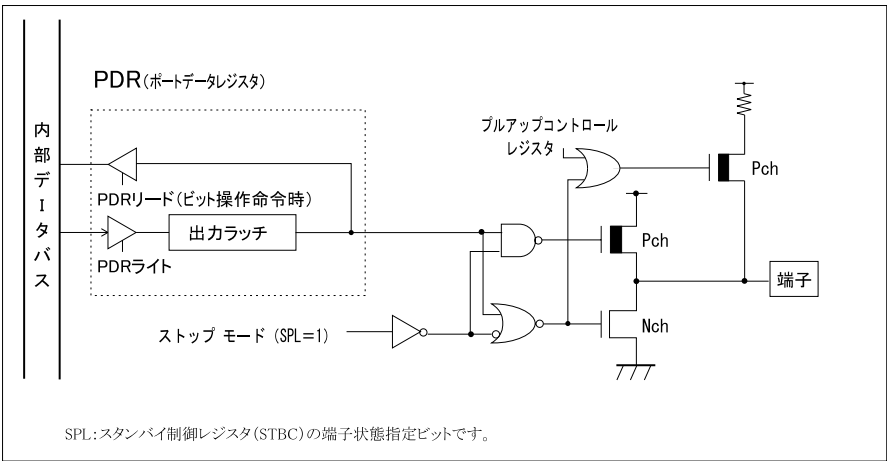 PDR(ポートデータレジスタ)
内部データバス
プルアップコントロール
レジスタ
Pch
PDRリード(ビット操作命令時)
出力ラッチ
Pch
PDRライト
端子
ストップ モード (SPL=1)
Nch
SPL:スタンバイ制御レジスタ(STBC)の端子状態指定ビットです。